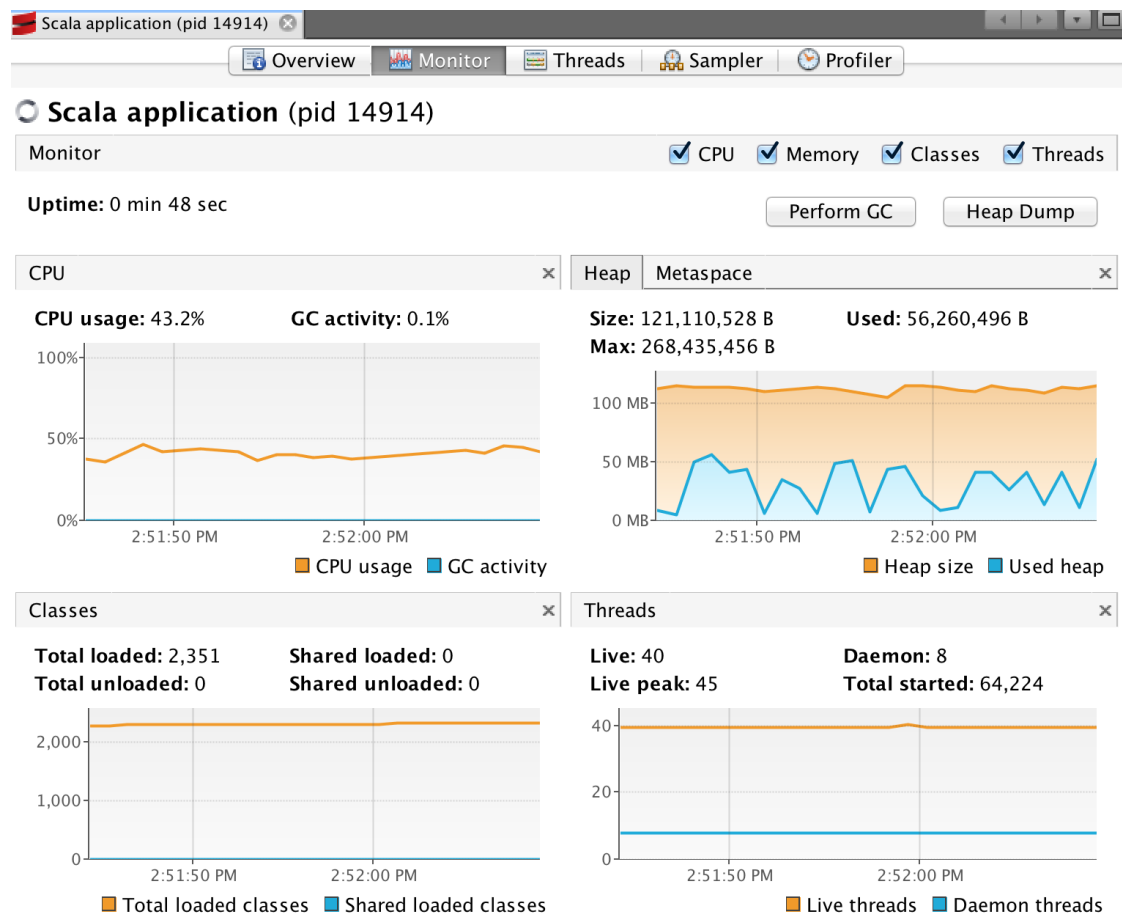 Scala application (pid 14914)
Overview Monitor Threads Sampler Profiler
Scala application (pid 14914)
Monitor CPU Memory Classes Threads
Uptime: 0 min 48 sec
Perform GC Heap Dump
CPU
CPU usage: 43.2% GC activity: 0.1%
100%
50%
0%
2:51:50 PM 2:52:00 PM
CPU usage GC activity
Heap Metaspace
Size: 121,110,528 B Used: 56,260,496 B
Max: 268,435,456 B
100 MB
50 MB
0 MB
2:51:50 PM 2:52:00 PM
Heap size Used heap
Classes
Total loaded: 2,351 Shared loaded: 0
Total unloaded: 0 Shared unloaded: 0
2,000
1,000
0
2:51:50 PM 2:52:00 PM
Total loaded classes Shared loaded classes
Threads
Live: 40 Daemon: 8
Live peak: 45 Total started: 64,224
40
20
0
2:51:50 PM 2:52:00 PM
Live threads Daemon threads